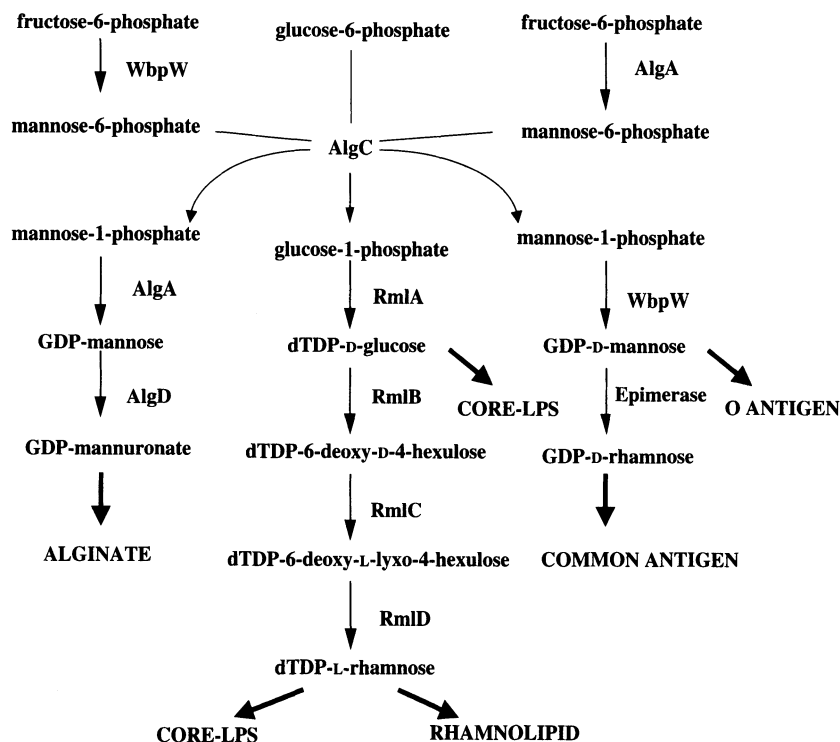 fructose-6-phosphate
glucose-6-phosphate
fructose-6-phosphate
WbpW
AlgA
mannose-6-phosphate
mannose-6-phosphate
AlgC
mannose-1-phosphate
glucose-1-phosphate
mannose-1-phosphate
AlgA
RmlA
WbpW
GDP-mannose
dTDP-D-glucose
GDP-D-mannose
AlgD
RmlB
CORE-LPS
Epimerase
O ANTIGEN
GDP-mannuronate
dTDP-6-deoxy-D-4-hexulose
GDP-D-rhamnose
RmlC
ALGINATE
dTDP-6-deoxy-L-lyxo-4-hexulose
COMMON ANTIGEN
RmlD
dTDP-L-rhamnose
CORE-LPS
RHAMNOLIPID